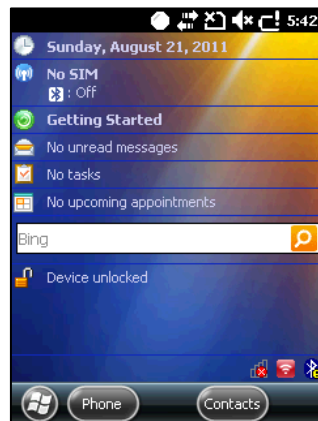 5:42
Sunday, August 21, 2011
No SIM
: Off
Getting Started
No unread messages
No tasks
No upcoming appointments
Bing
Device unlocked
Phone
Contacts